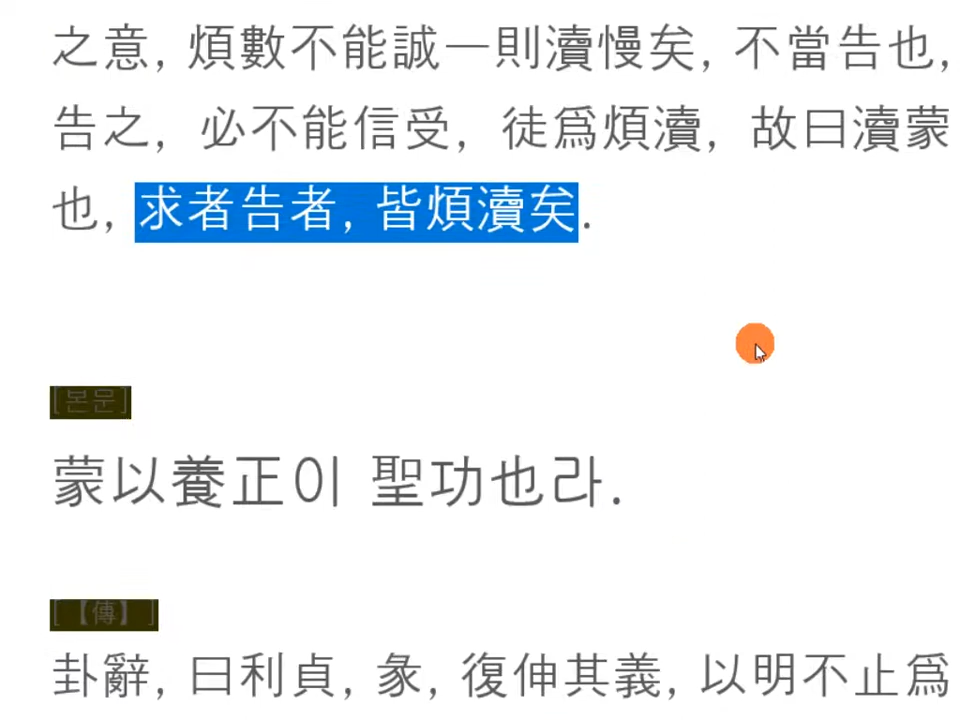 之意, 煩數不能誠一則瀆慢矣, 不當告也,
告之, 必不能信受, 徒爲煩瀆, 故曰瀆蒙
也, 求者告者, 皆煩瀆矣.
[본문]
蒙以養正이 聖功也라.
[【傳】]
卦辭, 曰利貞, 彖, 復伸其義, 以明不止爲